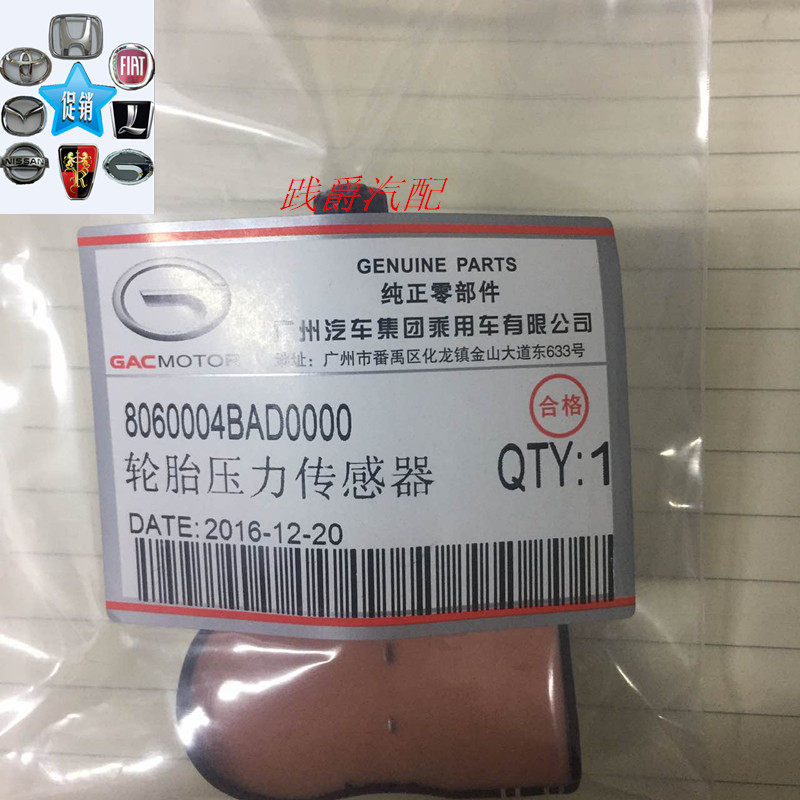 FIAT
促销
NISSAN
践爵汽配
GENUINE PARTS
纯正零部件
广州汽车集团乘用车有限公司
GACMOTOR
地址：广州市番禺区化龙镇金山大道东633号
8060004BAD0000
合格
轮胎压力传感器
QTY:1
DATE:2016-12-20